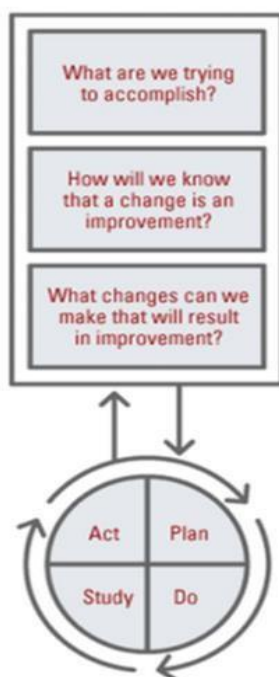 What are we trying
to accomplish?
How will we know
that a change is an
improvement?
What changes can we
make that will result
in improvement?
Act
Plan
Study
Do